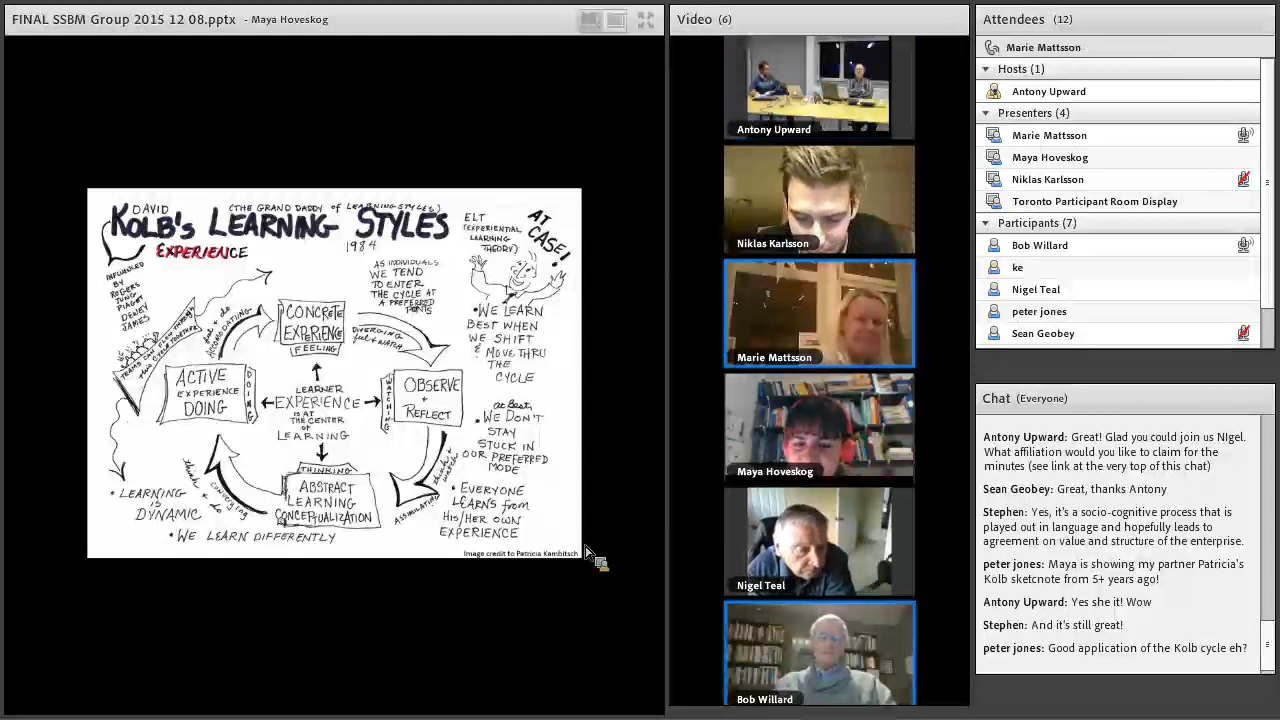 FINAL SSBM Group 2015 12 08.pptx - Maya Hoveskog
DAVID
(THE GRAND DADDY of LEARNING STYLES)
KOLB'S LEARNING STYLES
EXPERIENCE
1984
INFLUENCED
BY
ROGERS
JUNG
PIAGET
DEWEY
JAMES
AS INDIVIDUALS
WE TEND
TO ENTER
THE CYCLE AT
A PREFERRED
POINTS
ELT
(EXPERIENTIAL
LEARNING
THEORY)
AT
CASE!
TEAMS CAN FLOW THROUGH
this CYCLE TOGETHER
feel + do
ACCOMODATING
CONCRETE
EXPERIENCE
FEELING
DIVERGING
feel + WATCH
ACTIVE
EXPERIENCE
DOING
DOING
LEARNER
EXPERIENCE
IS AT
THE CENTER
OF
LEARNING
WATCHING
OBSERVE
+
REFLECT
THINKING
ABSTRACT
LEARNING
CONCEPTUALIZATION
think + do
CONVERGING
think + watch
ASSIMILATING
• LEARNING
IS
DYNAMIC
• WE LEARN DIFFERENTLY
• WE LEARN
BEST WHEN
WE SHIFT
& MOVE THRU
THE
CYCLE
at best,
• WE DON'T
STAY
STUCK IN
OUR PREFERRED
MODE
• EVERYONE
LEARNS from
HIS/HER OWN
EXPERIENCE
Image credit to Patricia Kambitsch
Video (6)
Antony Upward
Niklas Karlsson
Marie Mattsson
Maya Hoveskog
Nigel Teal
Bob Willard
Attendees (12)
Marie Mattsson
Hosts (1)
Antony Upward
Presenters (4)
Marie Mattsson
Maya Hoveskog
Niklas Karlsson
Toronto Participant Room Display
Participants (7)
Bob Willard
ke
Nigel Teal
peter jones
Sean Geobey
Chat (Everyone)
Antony Upward: Great! Glad you could join us NIgel.
What affiliation would you like to claim for the
minutes (see link at the very top of this chat)
Sean Geobey: Great, thanks Antony
Stephen: Yes, it's a socio-cognitive process that is
played out in language and hopefully leads to
agreement on value and structure of the enterprise.
peter jones: Maya is showing my partner Patricia's
Kolb sketcnote from 5+ years ago!
Antony Upward: Yes she it! Wow
Stephen: And it's still great!
peter jones: Good application of the Kolb cycle eh?